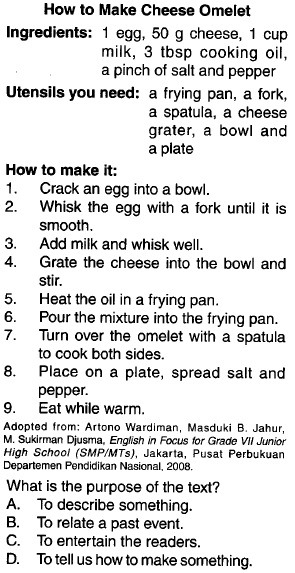 How to Make Cheese Omelet
Ingredients: 1 egg, 50 g cheese, 1 cup
milk, 3 tbsp cooking oil,
a pinch of salt and pepper
Utensils you need: a frying pan, a fork,
a spatula, a cheese
grater, a bowl and
a plate
How to make it:
1. Crack an egg into a bowl.
2. Whisk the egg with a fork until it is
smooth.
3. Add milk and whisk well.
4. Grate the cheese into the bowl and
stir.
5. Heat the oil in a frying pan.
6. Pour the mixture into the frying pan.
7. Turn over the omelet with a spatula
to cook both sides.
8. Place on a plate, spread salt and
pepper.
9. Eat while warm.
Adopted from: Artono Wardiman, Masduki B. Jahur,
M. Sukirman Djusma, English in Focus for Grade VII Junior
High School (SMP/MTs), Jakarta, Pusat Perbukuan
Departemen Pendidikan Nasional, 2008.
What is the purpose of the text?
A. To describe something.
B. To relate a past event.
C. To entertain the readers.
D. To tell us how to make something.